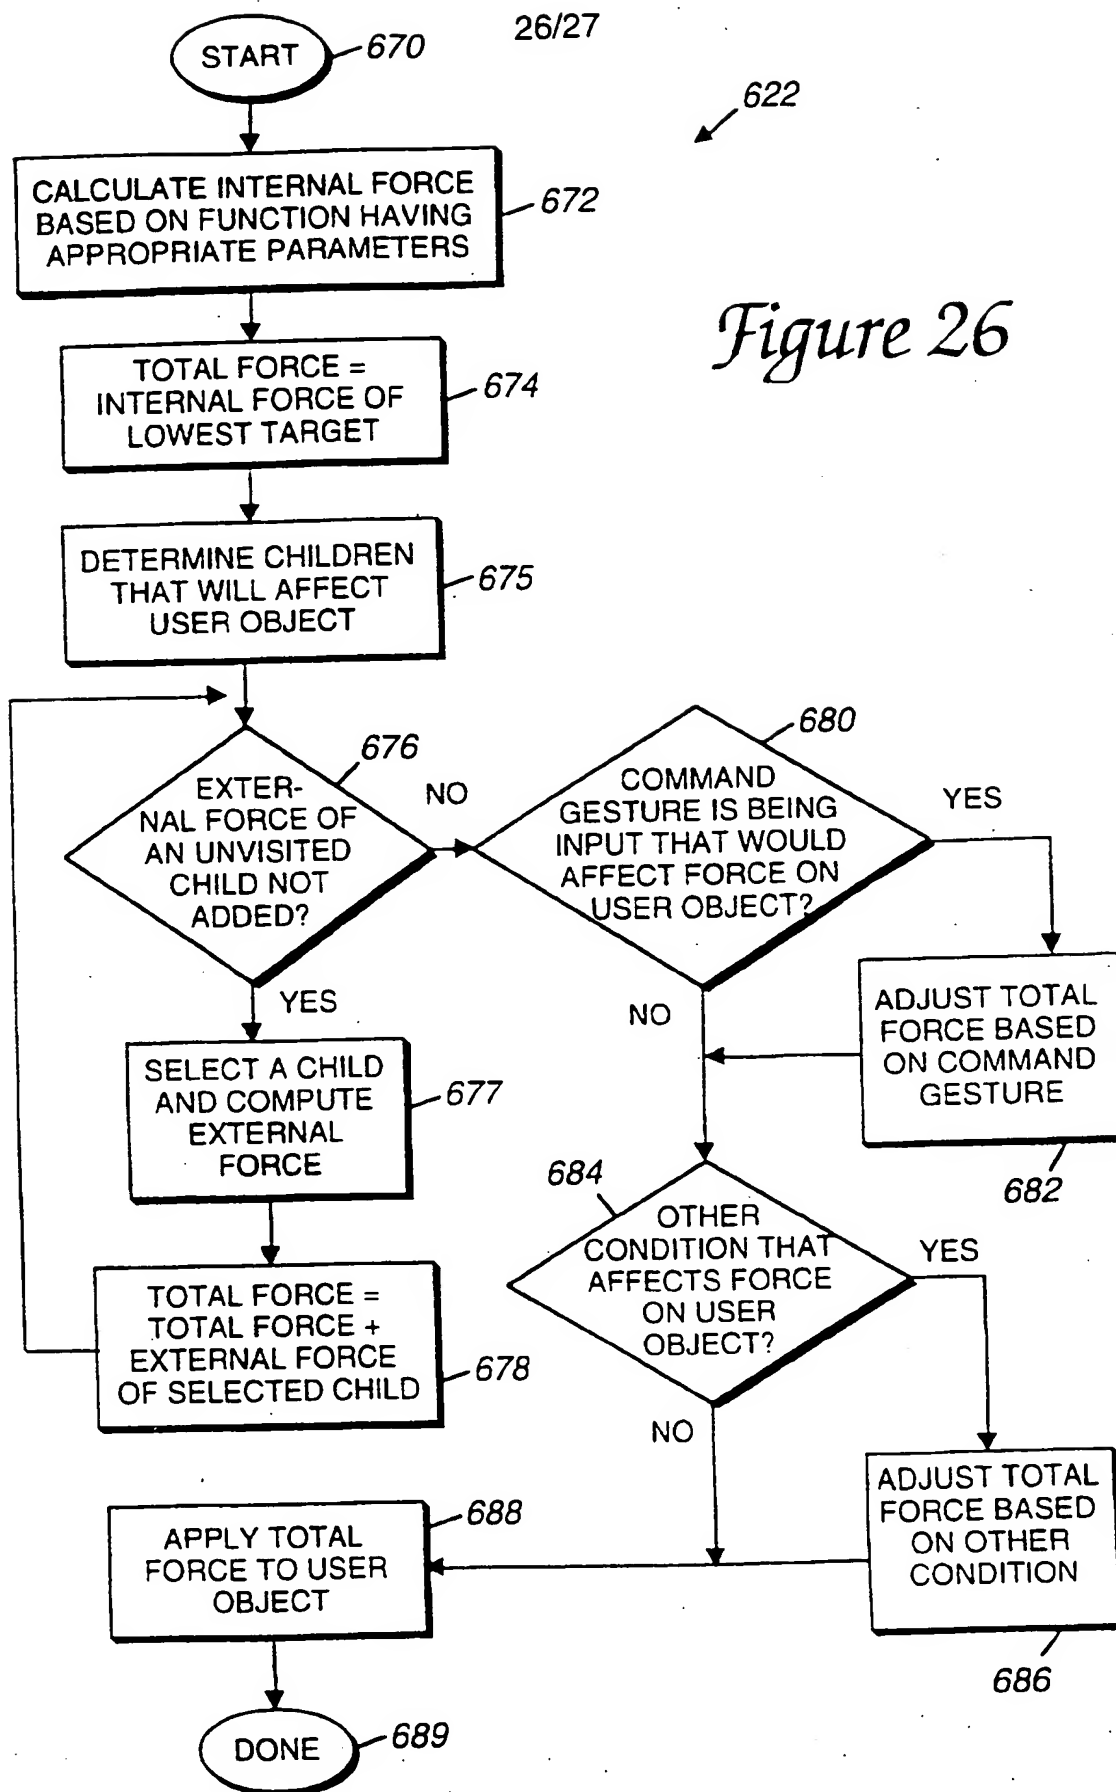 26/27
START
670
622
CALCULATE INTERNAL FORCE
BASED ON FUNCTION HAVING
APPROPRIATE PARAMETERS
672
Figure 26
TOTAL FORCE =
INTERNAL FORCE OF
LOWEST TARGET
674
DETERMINE CHILDREN
THAT WILL AFFECT
USER OBJECT
675
EXTER-
NAL FORCE OF
AN UNVISITED
CHILD NOT
ADDED?
676
NO
YES
COMMAND
GESTURE IS BEING
INPUT THAT WOULD
AFFECT FORCE ON
USER OBJECT?
680
YES
NO
ADJUST TOTAL
FORCE BASED
ON COMMAND
GESTURE
682
SELECT A CHILD
AND COMPUTE
EXTERNAL
FORCE
677
TOTAL FORCE =
TOTAL FORCE +
EXTERNAL FORCE
OF SELECTED CHILD
678
684
OTHER
CONDITION THAT
AFFECTS FORCE
ON USER
OBJECT?
YES
NO
ADJUST TOTAL
FORCE BASED
ON OTHER
CONDITION
686
APPLY TOTAL
FORCE TO USER
OBJECT
688
DONE
689